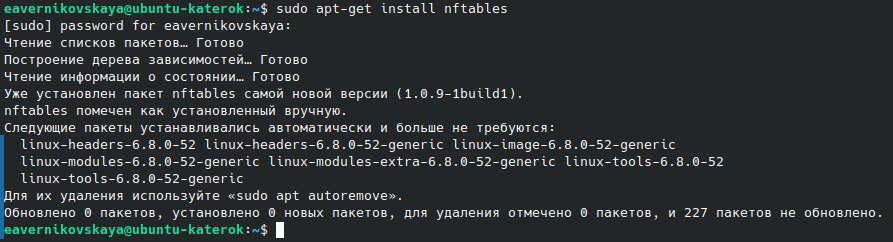 eavernikovskaya@ubuntu-katerok:~$ sudo apt-get install nftables
[sudo] password for eavernikovskaya:
Чтение списков пакетов… Готово
Построение дерева зависимостей… Готово
Чтение информации о состоянии… Готово
Уже установлен пакет nftables самой новой версии (1.0.9-1build1).
nftables помечен как установленный вручную.
Следующие пакеты устанавливались автоматически и больше не требуются:
linux-headers-6.8.0-52 linux-headers-6.8.0-52-generic linux-image-6.8.0-52-generic
linux-modules-6.8.0-52-generic linux-modules-extra-6.8.0-52-generic linux-tools-6.8.0-52
linux-tools-6.8.0-52-generic
Для их удаления используйте «sudo apt autoremove».
Обновлено 0 пакетов, установлено 0 новых пакетов, для удаления отмечено 0 пакетов, и 227 пакетов не обновлено.
eavernikovskaya@ubuntu-katerok:~$